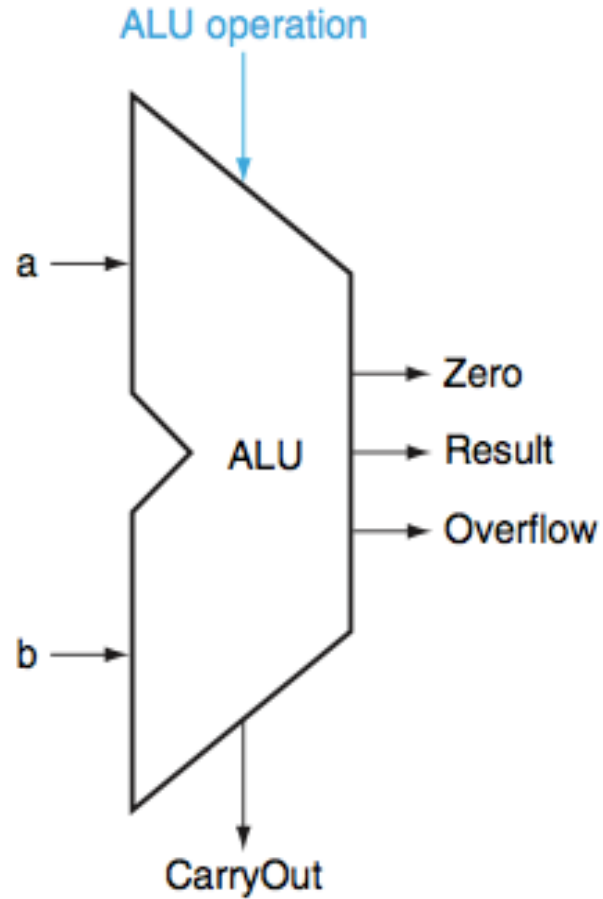 ALU operation
a
Zero
ALU
Result
Overflow
b
CarryOut